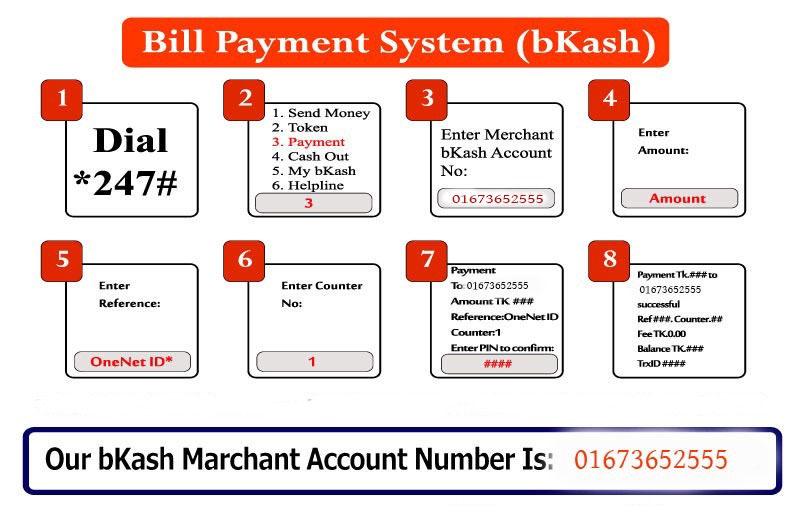 Bill Payment System (bKash)
1
Dial
*247#
2
1. Send Money
2. Token
3. Payment
4. Cash Out
5. My bKash
6. Helpline
3
3
Enter Merchant
bKash Account
No:
01673652555
4
Enter
Amount:
Amount
5
Enter
Reference:
OneNet ID*
6
Enter Counter
No:
1
7
Payment
To: 01673652555
Amount TK ###
Reference:OneNet ID
Counter:1
Enter PIN to confirm:
####
8
Payment Tk.### to
01673652555
successful
Ref ###. Counter.##
Fee TK.0.00
Balance TK.###
TrxID ####
Our bKash Marchant Account Number Is: 01673652555